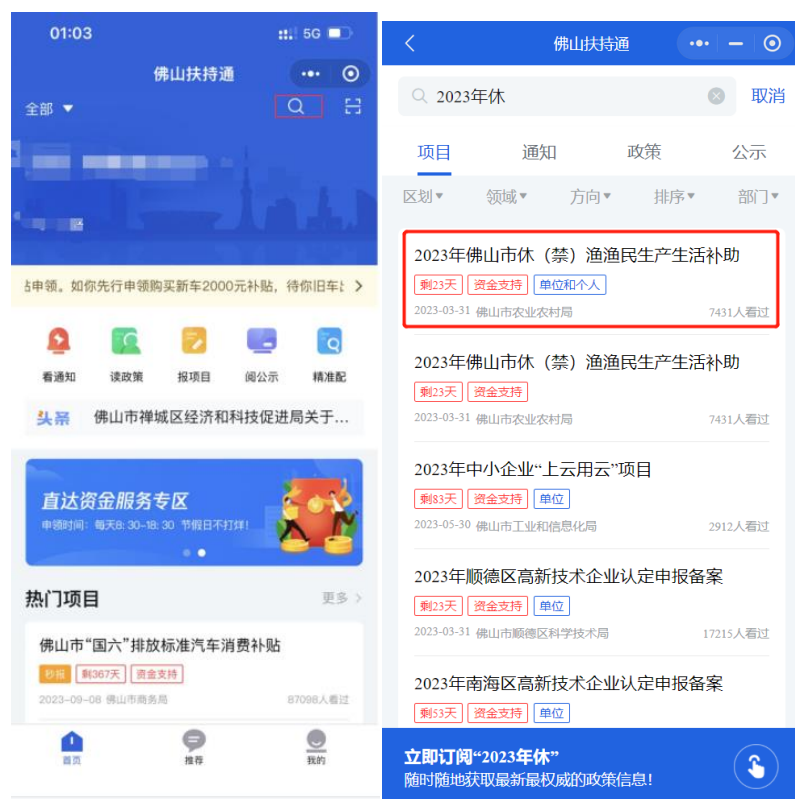 01:03
5G
佛山扶持通
全部
占申领。如你先行申领购买新车2000元补贴，待你旧车出
看通知
读政策
报项目
阅公示
精准配
头条
佛山市禅城区经济和科技促进局关于...
直达资金服务专区
申领时间：每天8:30-18:30 节假日不打烊！
热门项目
更多
佛山市“国六”排放标准汽车消费补贴
秒报
剩367天
资金支持
2023-09-08 佛山市商务局
87098人看过
首页
推荐
我的
佛山扶持通
2023年休
取消
项目
通知
政策
公示
区划
领域
方向
排序
部门
2023年佛山市休（禁）渔渔民生产生活补助
剩23天
资金支持
单位和个人
2023-03-31 佛山市农业农村局
7431人看过
2023年佛山市休（禁）渔渔民生产生活补助
剩23天
资金支持
2023-03-31 佛山市农业农村局
7431人看过
2023年中小企业“上云用云”项目
剩83天
资金支持
单位
2023-05-30 佛山市工业和信息化局
2912人看过
2023年顺德区高新技术企业认定申报备案
剩23天
资金支持
单位
2023-03-31 佛山市顺德区科学技术局
17215人看过
2023年南海区高新技术企业认定申报备案
剩53天
资金支持
单位
立即订阅“2023年休”
随时随地获取最新最权威的政策信息！